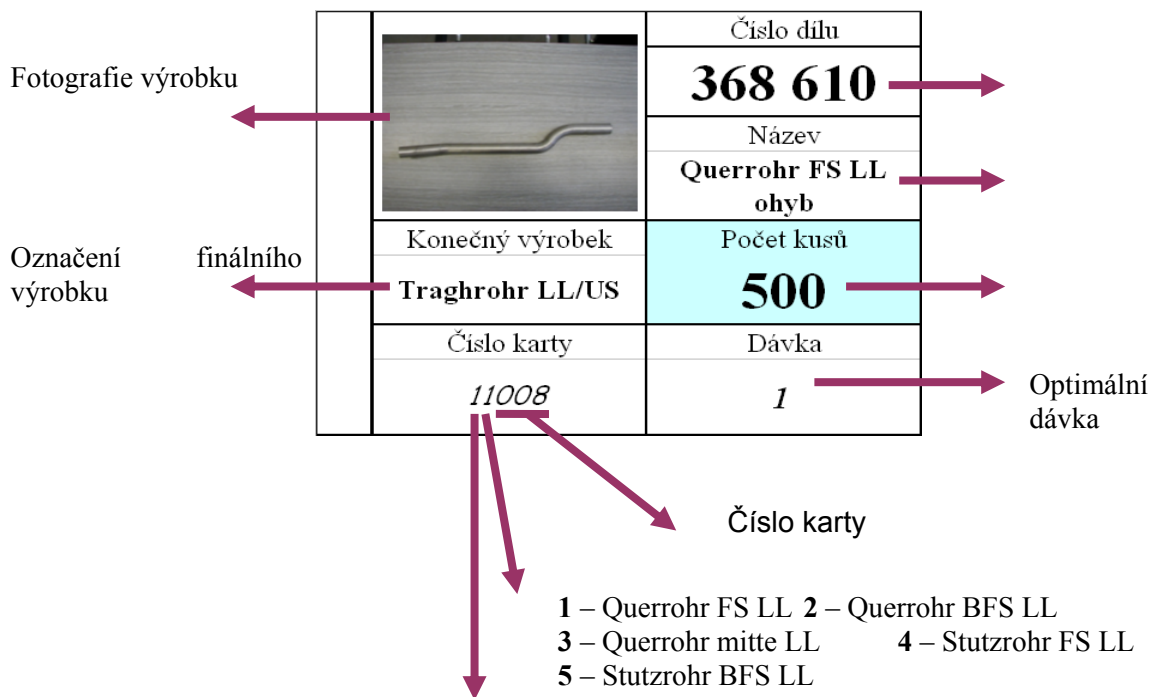 Číslo dílu
Fotografie výrobku
368 610
Název
Querrohr FS LL
ohyb
Označení finálního
výrobku
Konečný výrobek
Traghrohr LL/US
Počet kusů
500
Číslo karty
11008
Dávka
1
Optimální
dávka
Číslo karty
1 – Querrohr FS LL 2 – Querrohr BFS LL
3 – Querrohr mitte LL 4 – Stutzrohr FS LL
5 – Stutzrohr BFS LL